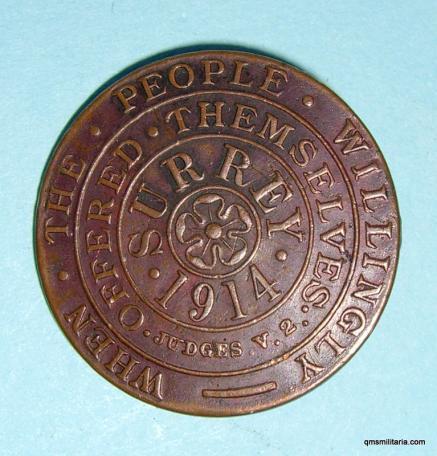 WHEN · THE · PEOPLE · WILLINGLY
OFFERED · THEMSELVES:
· JUDGES V. 2. ·
SURREY
· 1914 ·
qmsmilitaria.com